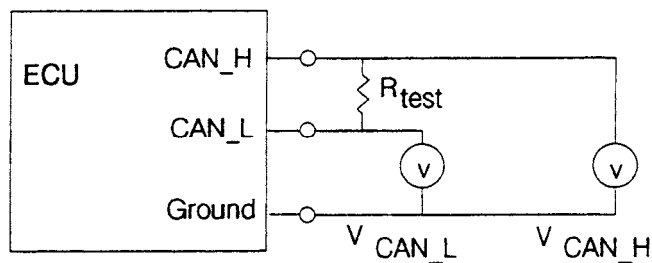 CAN_H
ECU
R test
CAN_L
V
V
Ground
V CAN_L
V CAN_H